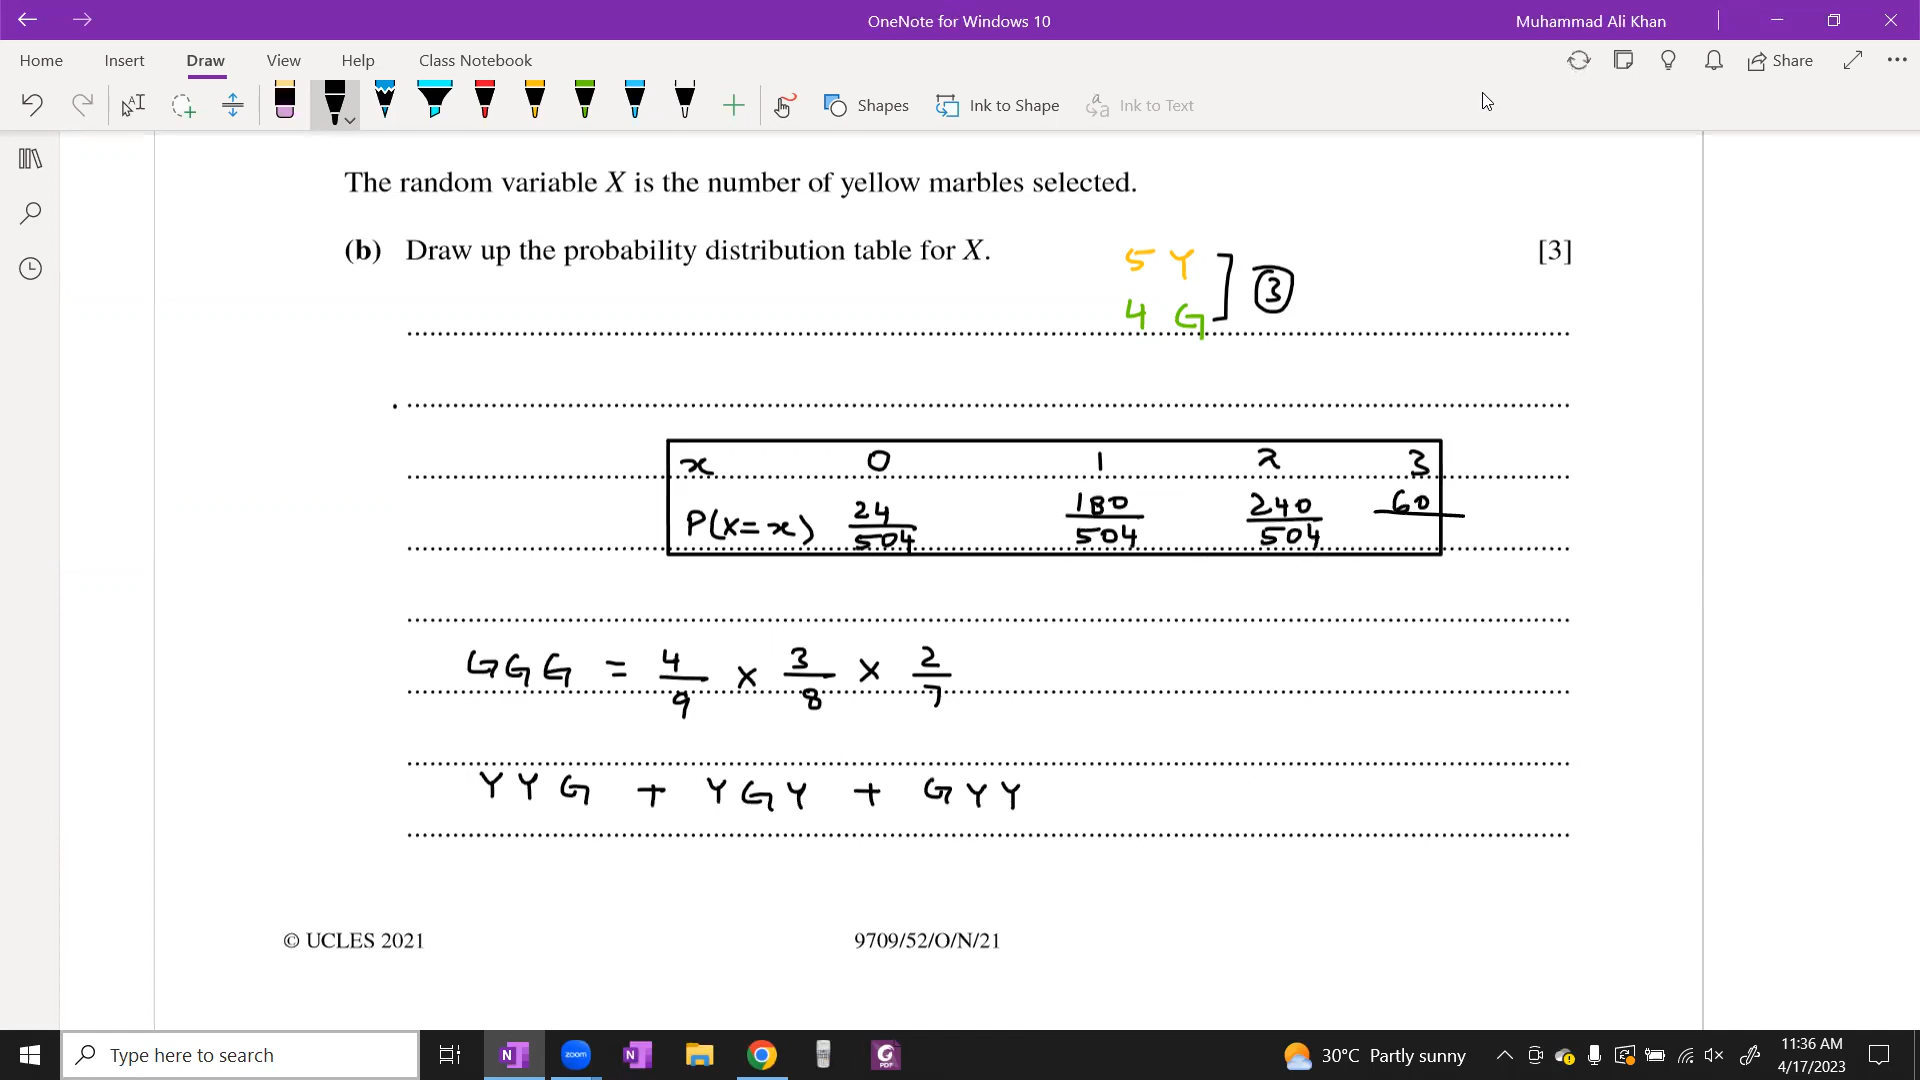 OneNote for Windows 10
Muhammad Ali Khan
Home Insert Draw View Help Class Notebook
Share
Shapes Ink to Shape Ink to Text
The random variable X is the number of yellow marbles selected.
(b) Draw up the probability distribution table for X. [3]
5 Y
4 G
3
x 0 1 2 3
P(X=x) 24/504 180/504 240/504 60
GGG = 4/9 × 3/8 × 2/7
YYG + YGY + GYY
© UCLES 2021 9709/52/O/N/21
Type here to search
zoom
PDF
30°C Partly sunny
11:36 AM
4/17/2023